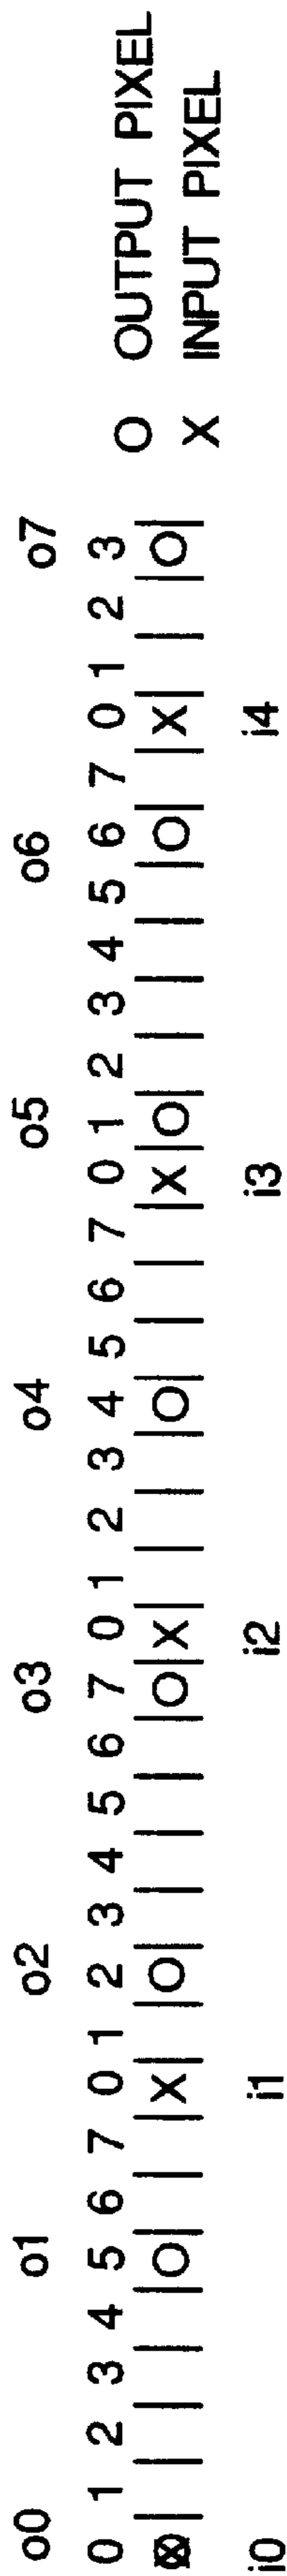 o0 o1 o2 o3 o4 o5 o6 o7
0 1 2 3 4 5 6 7 0 1 2 3 4 5 6 7 0 1 2 3 4 5 6 7 0 1 2 3 4 5 6 7 0 1 2 3
O OUTPUT PIXEL
X INPUT PIXEL
i0 i1 i2 i3 i4